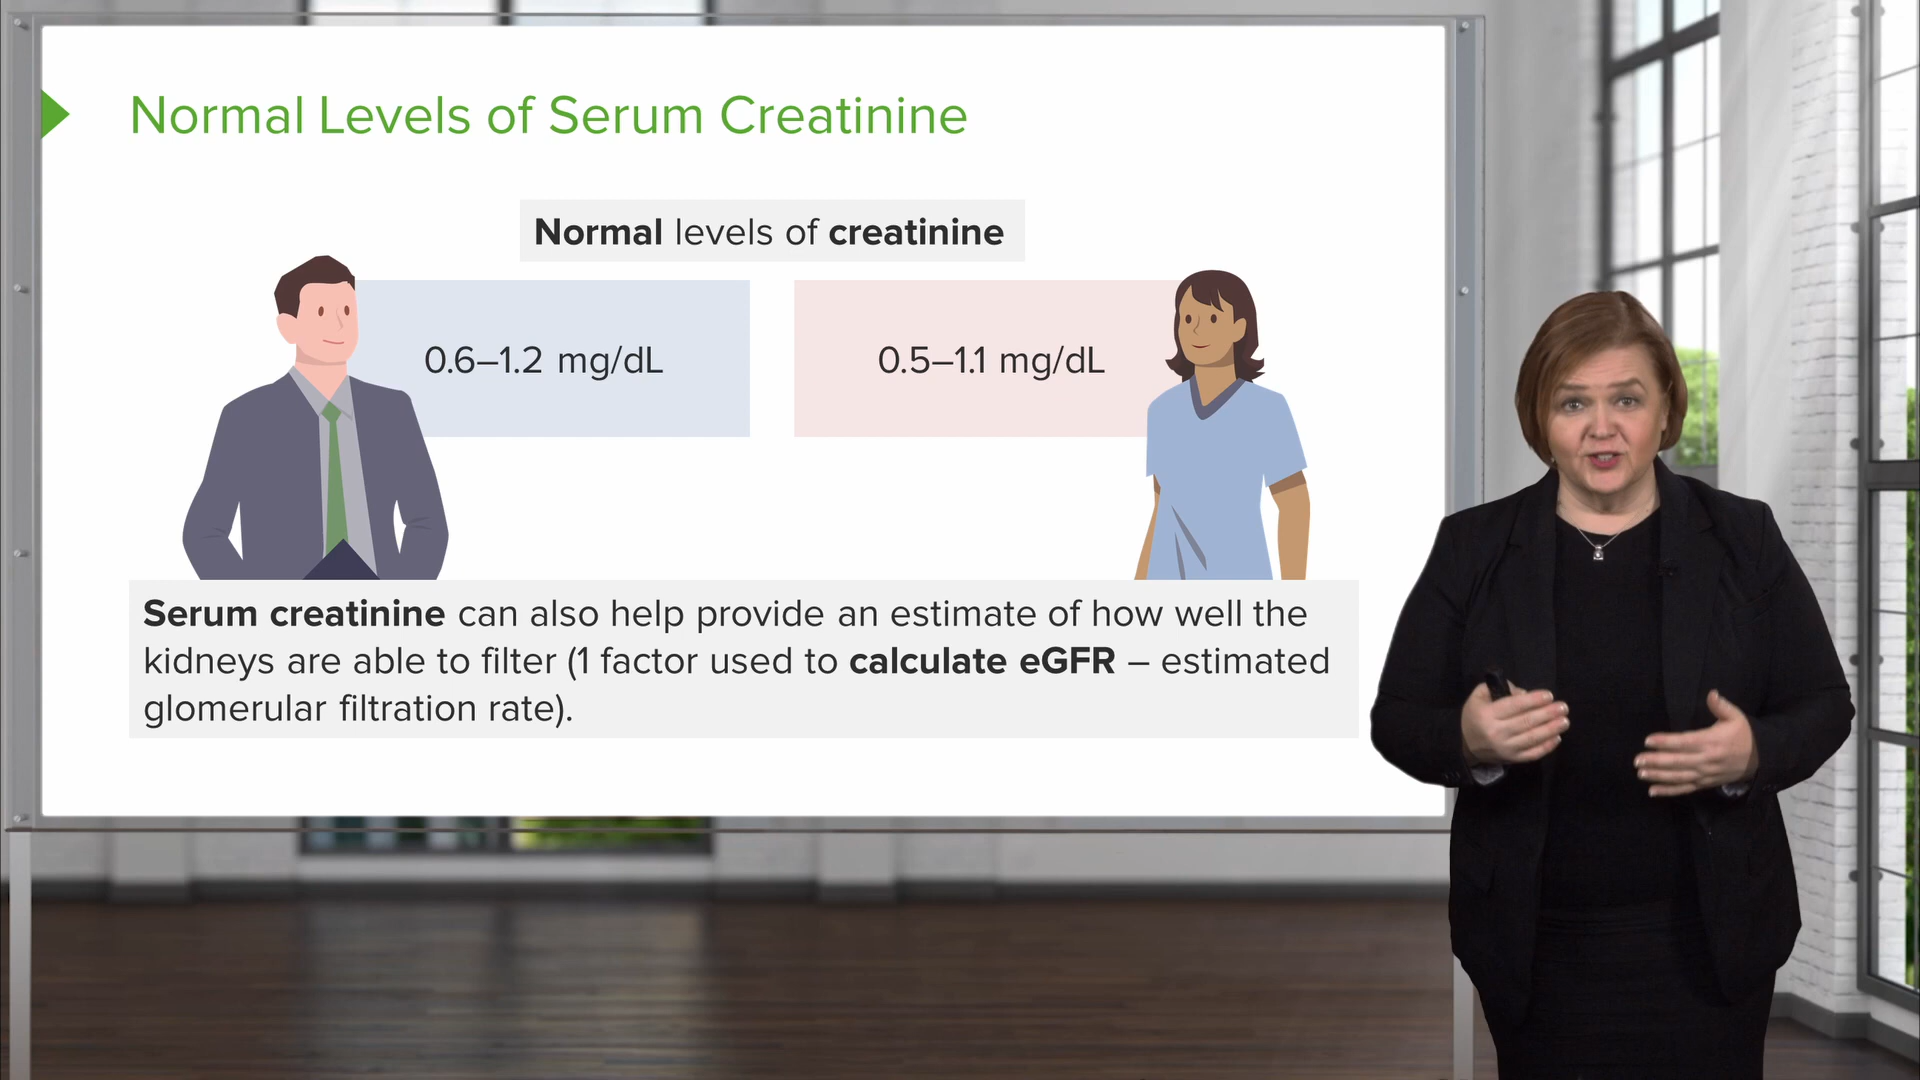 Normal Levels of Serum Creatinine
Normal levels of creatinine
0.6–1.2 mg/dL
0.5–1.1 mg/dL
Serum creatinine can also help provide an estimate of how well the
kidneys are able to filter (1 factor used to calculate eGFR – estimated
glomerular filtration rate).